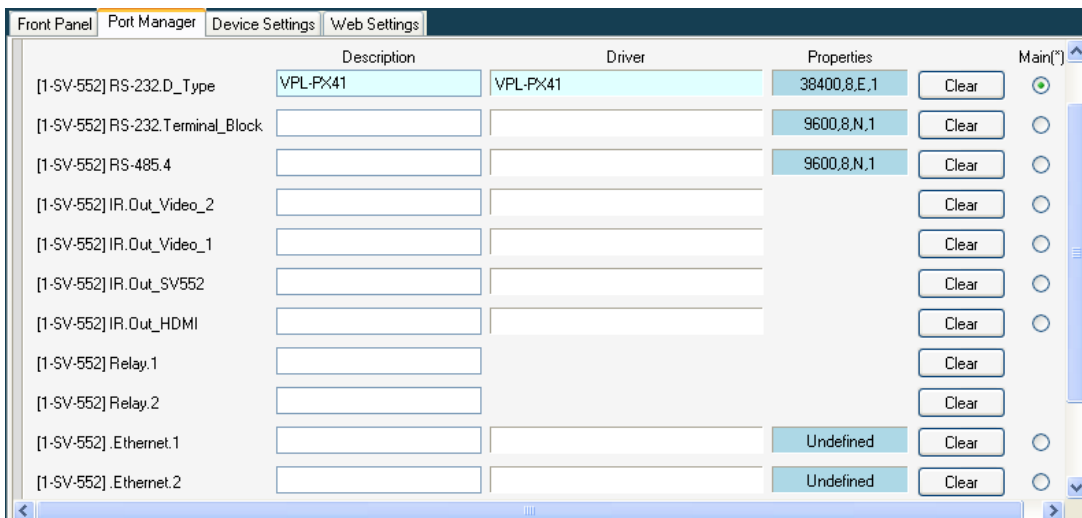 Front Panel Port Manager Device Settings Web Settings
Description Driver Properties Main(*)
[1-SV-552] RS-232.D_Type VPL-PX41 VPL-PX41 38400,8,E,1 Clear
[1-SV-552] RS-232.Terminal_Block 9600,8,N,1 Clear
[1-SV-552] RS-485.4 9600,8,N,1 Clear
[1-SV-552] IR.Out_Video_2 Clear
[1-SV-552] IR.Out_Video_1 Clear
[1-SV-552] IR.Out_SV552 Clear
[1-SV-552] IR.Out_HDMI Clear
[1-SV-552] Relay.1 Clear
[1-SV-552] Relay.2 Clear
[1-SV-552] .Ethernet.1 Undefined Clear
[1-SV-552] .Ethernet.2 Undefined Clear